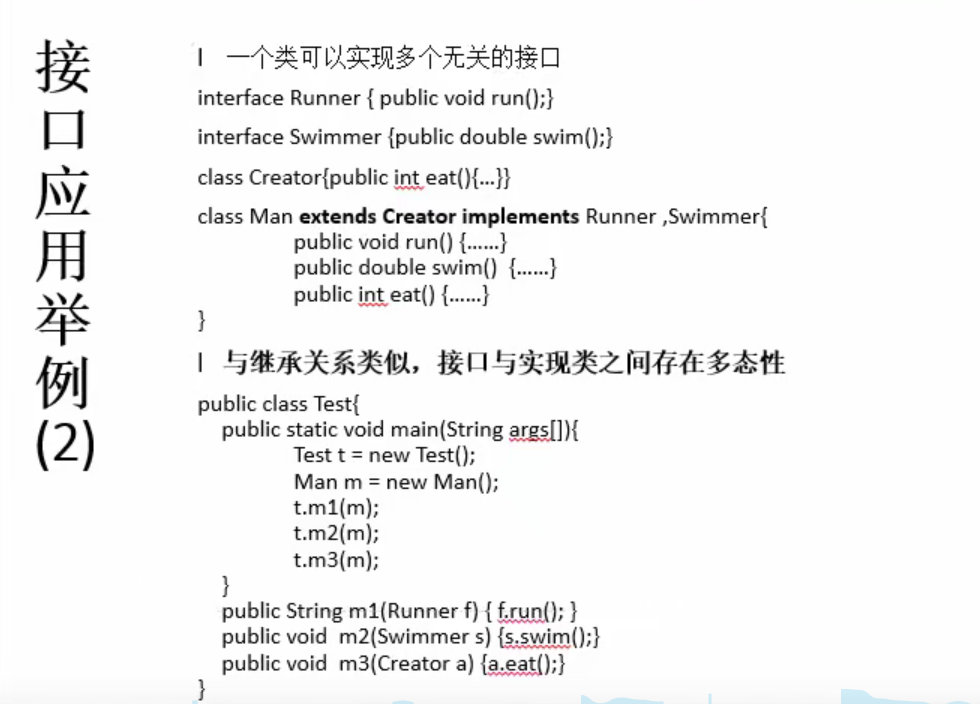 接口应用举例(2)
l 一个类可以实现多个无关的接口
interface Runner { public void run();}
interface Swimmer {public double swim();}
class Creator{public int eat(){…}}
class Man extends Creator implements Runner ,Swimmer{
public void run() {……}
public double swim() {……}
public int eat() {……}
}
l 与继承关系类似，接口与实现类之间存在多态性
public class Test{
public static void main(String args[]){
Test t = new Test();
Man m = new Man();
t.m1(m);
t.m2(m);
t.m3(m);
}
public String m1(Runner f) { f.run(); }
public void m2(Swimmer s) {s.swim();}
public void m3(Creator a) {a.eat();}
}